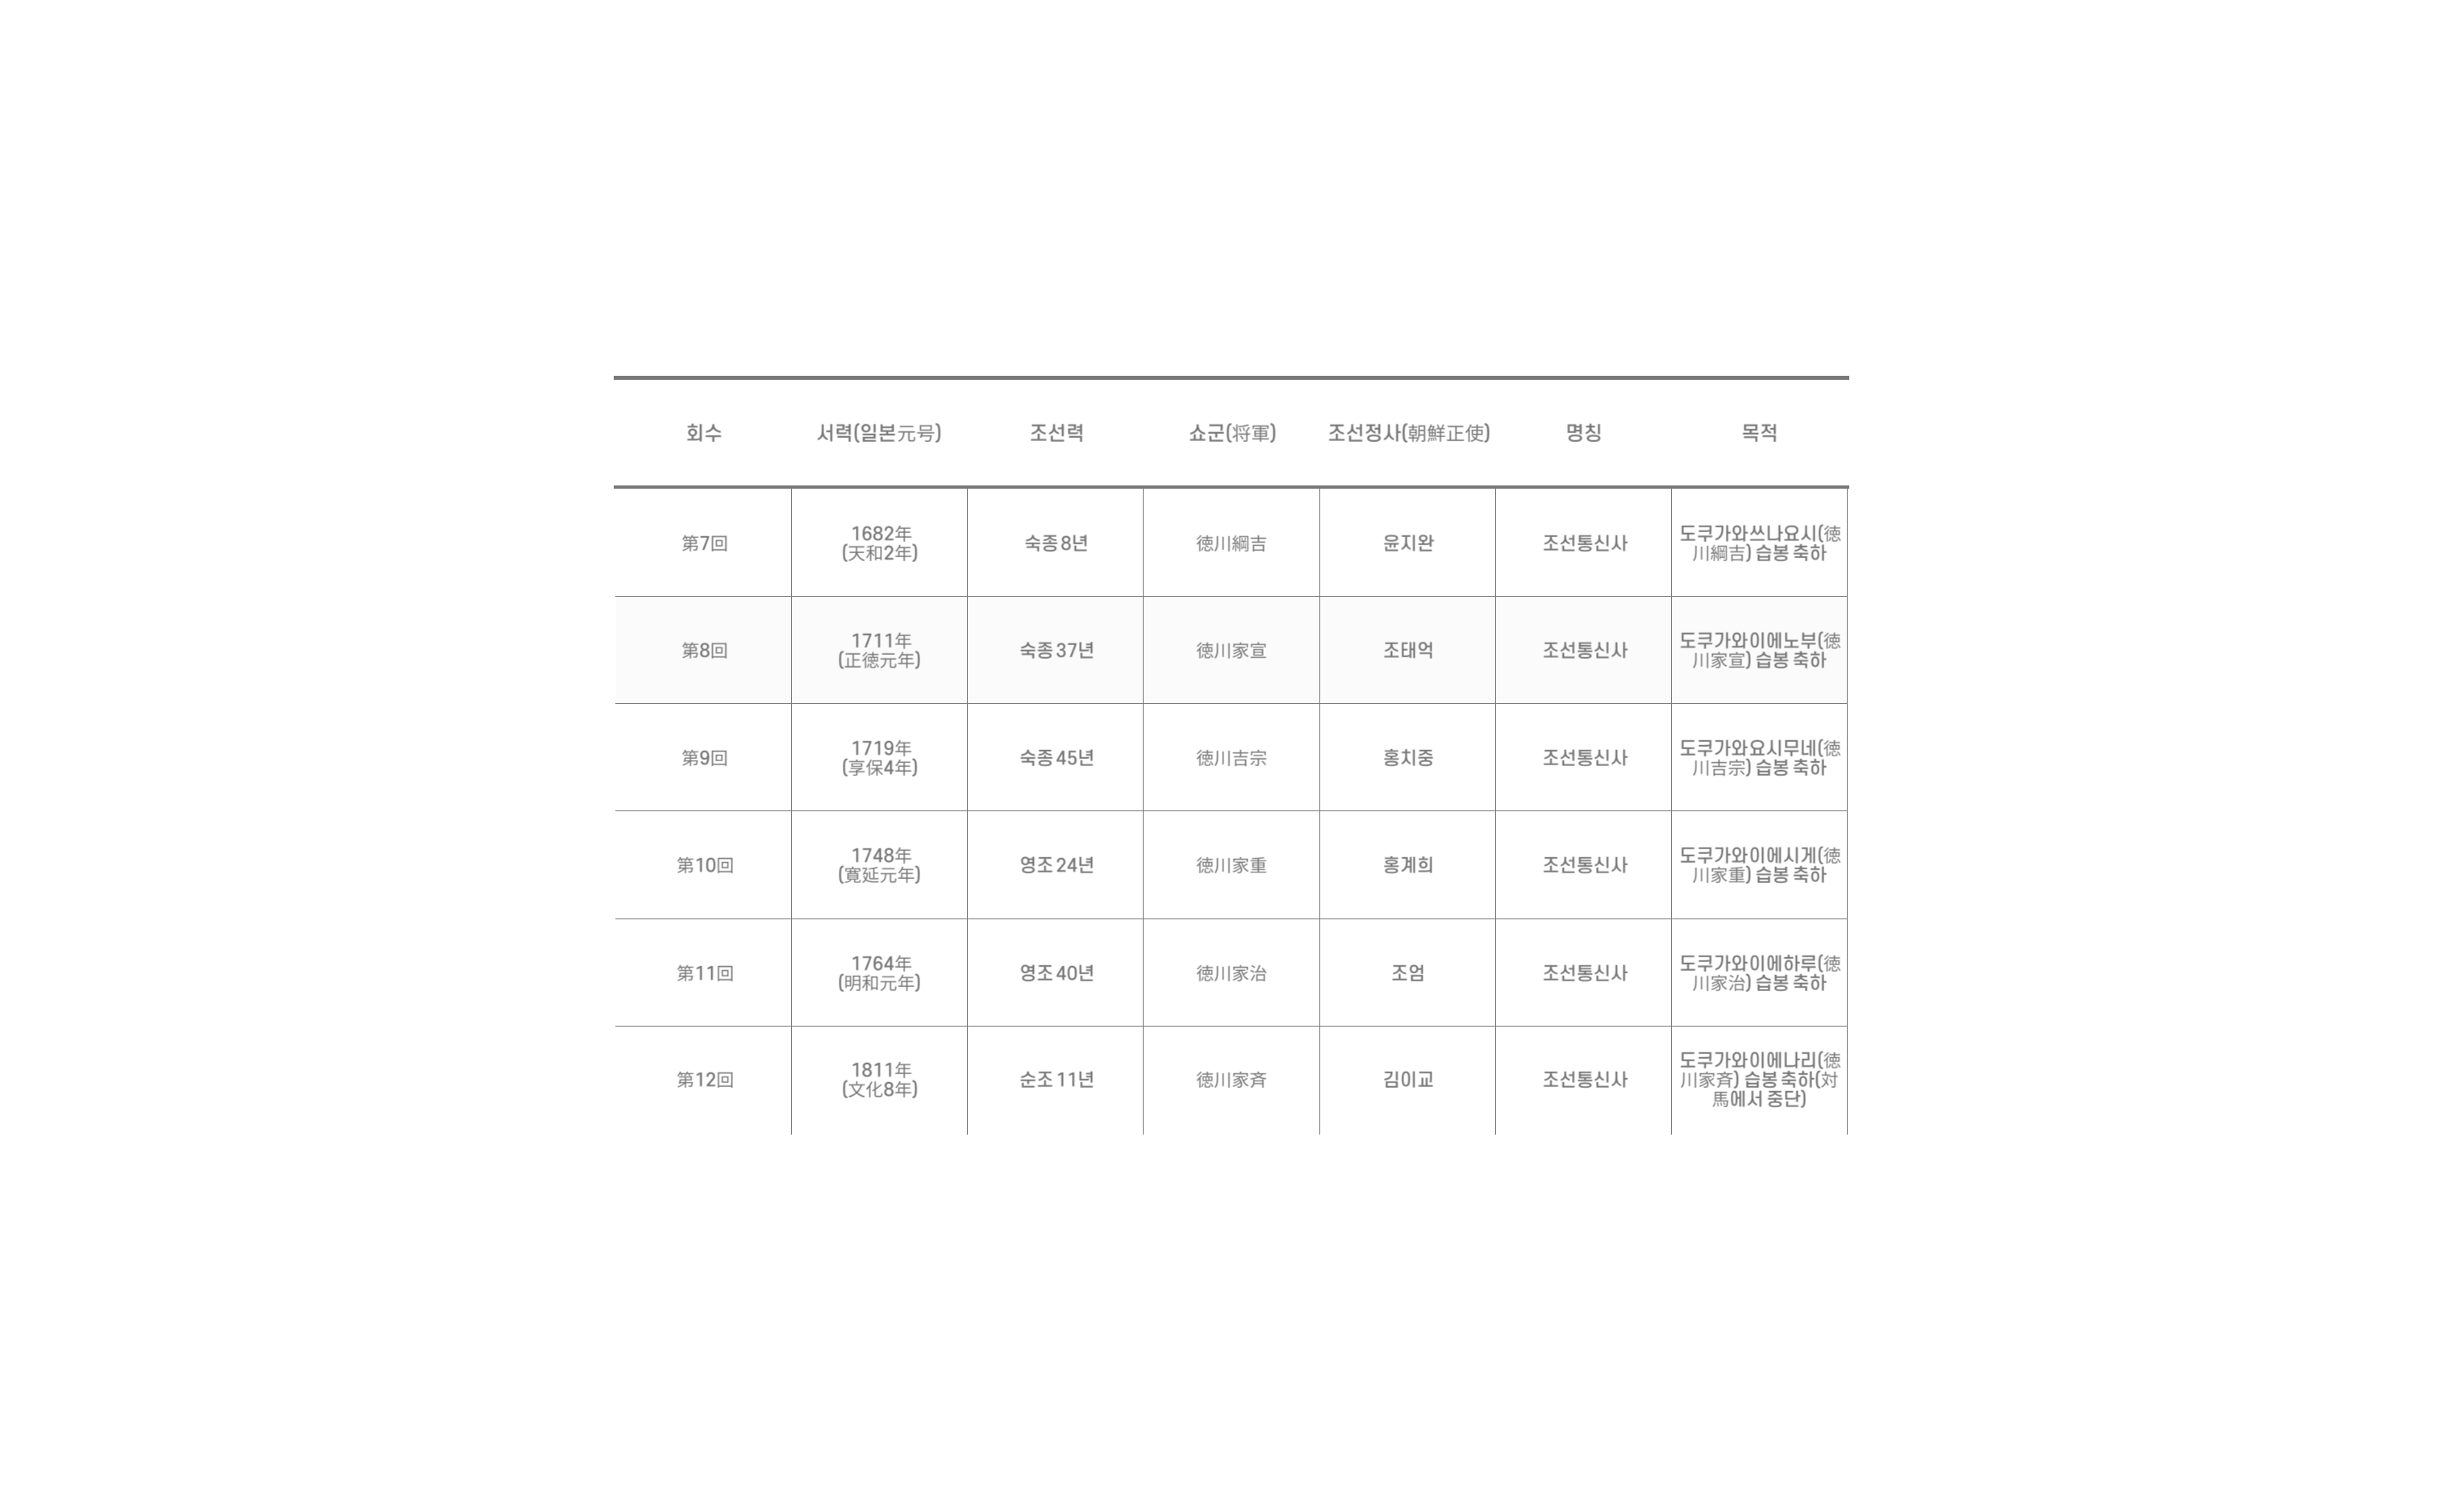 회수 서력(일본元号) 조선력 쇼군(将軍) 조선정사(朝鮮正使) 명칭 목적
第7回 1682年 숙종 8년 徳川綱吉 윤지완 조선통신사 도쿠가와쓰나요시(徳
(天和2年) 川綱吉) 습봉 축하
第8回 1711年 숙종 37년 徳川家宣 조태억 조선통신사 도쿠가와이에노부(徳
(正徳元年) 川家宣) 습봉 축하
第9回 1719年 숙종 45년 徳川吉宗 홍치중 조선통신사 도쿠가와요시무네(徳
(享保4年) 川吉宗) 습봉 축하
第10回 1748年 영조 24년 徳川家重 홍계희 조선통신사 도쿠가와이에시게(徳
(寛延元年) 川家重) 습봉 축하
第11回 1764年 영조 40년 徳川家治 조엄 조선통신사 도쿠가와이에하루(徳
(明和元年) 川家治) 습봉 축하
第12回 1811年 순조 11년 徳川家斉 김이교 조선통신사 도쿠가와이에나리(徳
(文化8年) 川家斉) 습봉 축하(対
馬에서 중단)